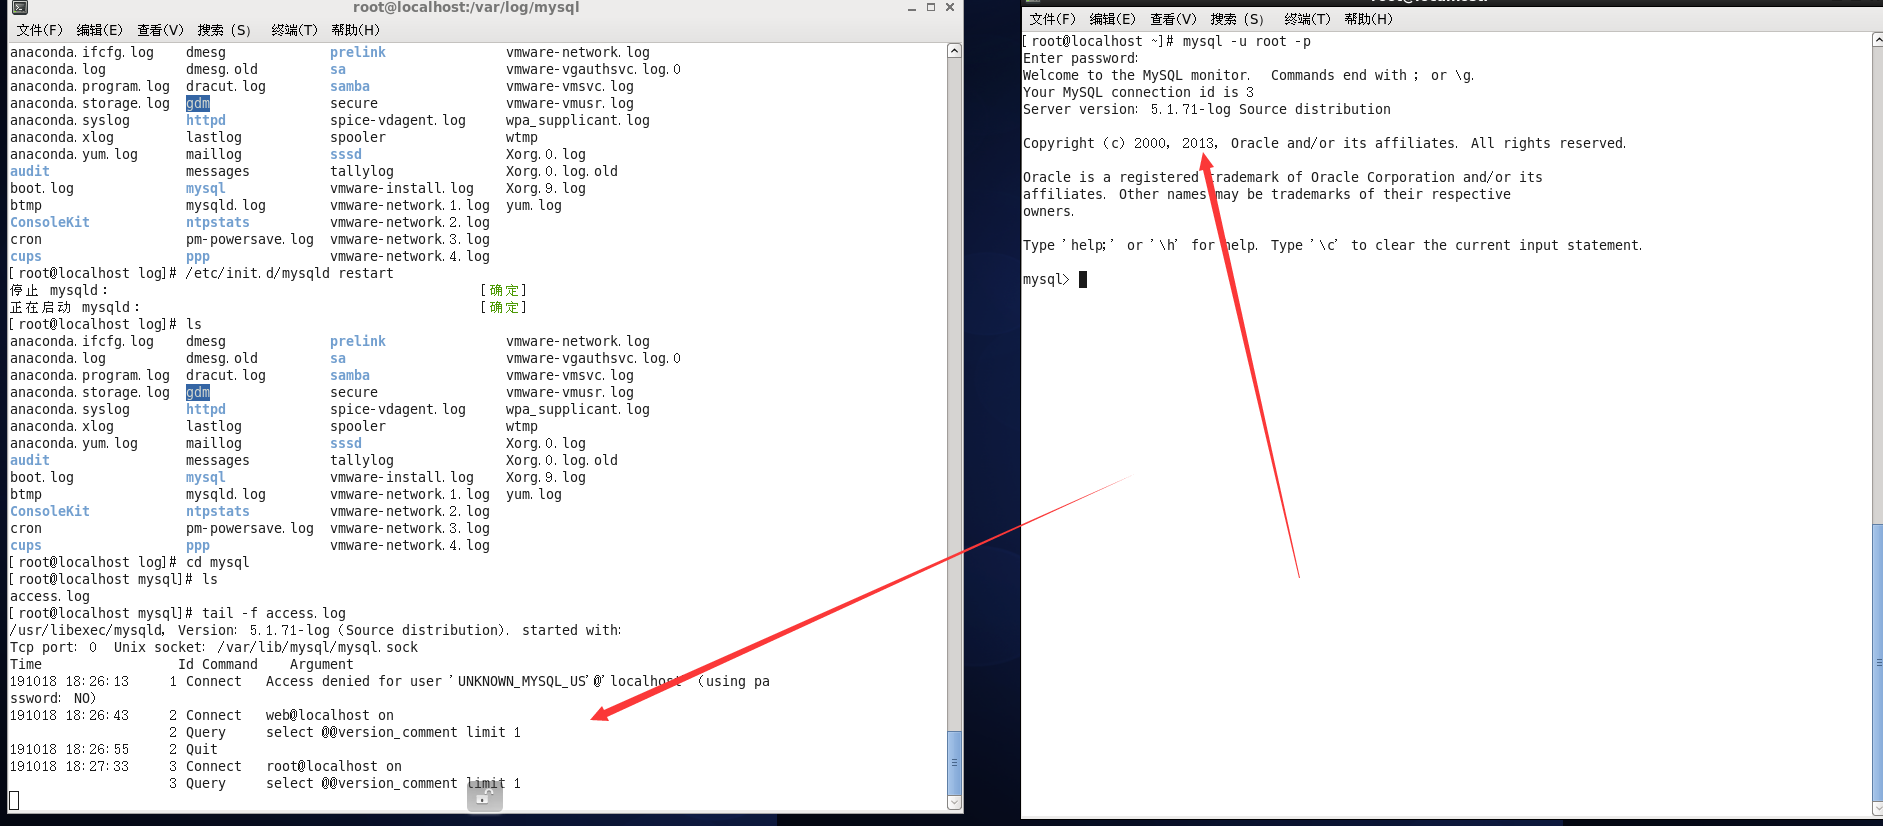 root@localhost:/var/log/mysql
文件(F) 编辑(E) 查看(V) 搜索 (S) 终端(T) 帮助(H)
anaconda.ifcfg.log dmesg prelink vmware-network.log
anaconda.log dmesg.old sa vmware-vgauthsvc.log.0
anaconda.program.log dracut.log samba vmware-vmsvc.log
anaconda.storage.log gdm secure vmware-vmusr.log
anaconda.syslog httpd spice-vdagent.log wpa_supplicant.log
anaconda.xlog lastlog spooler wtmp
anaconda.yum.log maillog sssd Xorg.0.log
audit messages tallylog Xorg.0.log.old
boot.log mysql vmware-install.log Xorg.9.log
btmp mysqld.log vmware-network.1.log yum.log
ConsoleKit ntpstats vmware-network.2.log
cron pm-powersave.log vmware-network.3.log
cups ppp vmware-network.4.log
[root@localhost log]# /etc/init.d/mysqld restart
停止 mysqld： [确定]
正在启动 mysqld： [确定]
[root@localhost log]# ls
anaconda.ifcfg.log dmesg prelink vmware-network.log
anaconda.log dmesg.old sa vmware-vgauthsvc.log.0
anaconda.program.log dracut.log samba vmware-vmsvc.log
anaconda.storage.log gdm secure vmware-vmusr.log
anaconda.syslog httpd spice-vdagent.log wpa_supplicant.log
anaconda.xlog lastlog spooler wtmp
anaconda.yum.log maillog sssd Xorg.0.log
audit messages tallylog Xorg.0.log.old
boot.log mysql vmware-install.log Xorg.9.log
btmp mysqld.log vmware-network.1.log yum.log
ConsoleKit ntpstats vmware-network.2.log
cron pm-powersave.log vmware-network.3.log
cups ppp vmware-network.4.log
[root@localhost log]# cd mysql
[root@localhost mysql]# ls
access.log
[root@localhost mysql]# tail -f access.log
/usr/libexec/mysqld, Version: 5.1.71-log (Source distribution). started with:
Tcp port: 0 Unix socket: /var/lib/mysql/mysql.sock
Time Id Command Argument
191018 18:26:13 1 Connect Access denied for user 'UNKNOWN_MYSQL_US'@'localhost' (using pa
ssword: NO)
191018 18:26:43 2 Connect web@localhost on
2 Query select @@version_comment limit 1
191018 18:26:55 2 Quit
191018 18:27:33 3 Connect root@localhost on
3 Query select @@version_comment limit 1
文件(F) 编辑(E) 查看(V) 搜索 (S) 终端(T) 帮助(H)
[root@localhost ~]# mysql -u root -p
Enter password:
Welcome to the MySQL monitor. Commands end with ; or \g.
Your MySQL connection id is 3
Server version: 5.1.71-log Source distribution
Copyright (c) 2000, 2013, Oracle and/or its affiliates. All rights reserved.
Oracle is a registered trademark of Oracle Corporation and/or its
affiliates. Other names may be trademarks of their respective
owners.
Type 'help;' or '\h' for help. Type '\c' to clear the current input statement.
mysql>